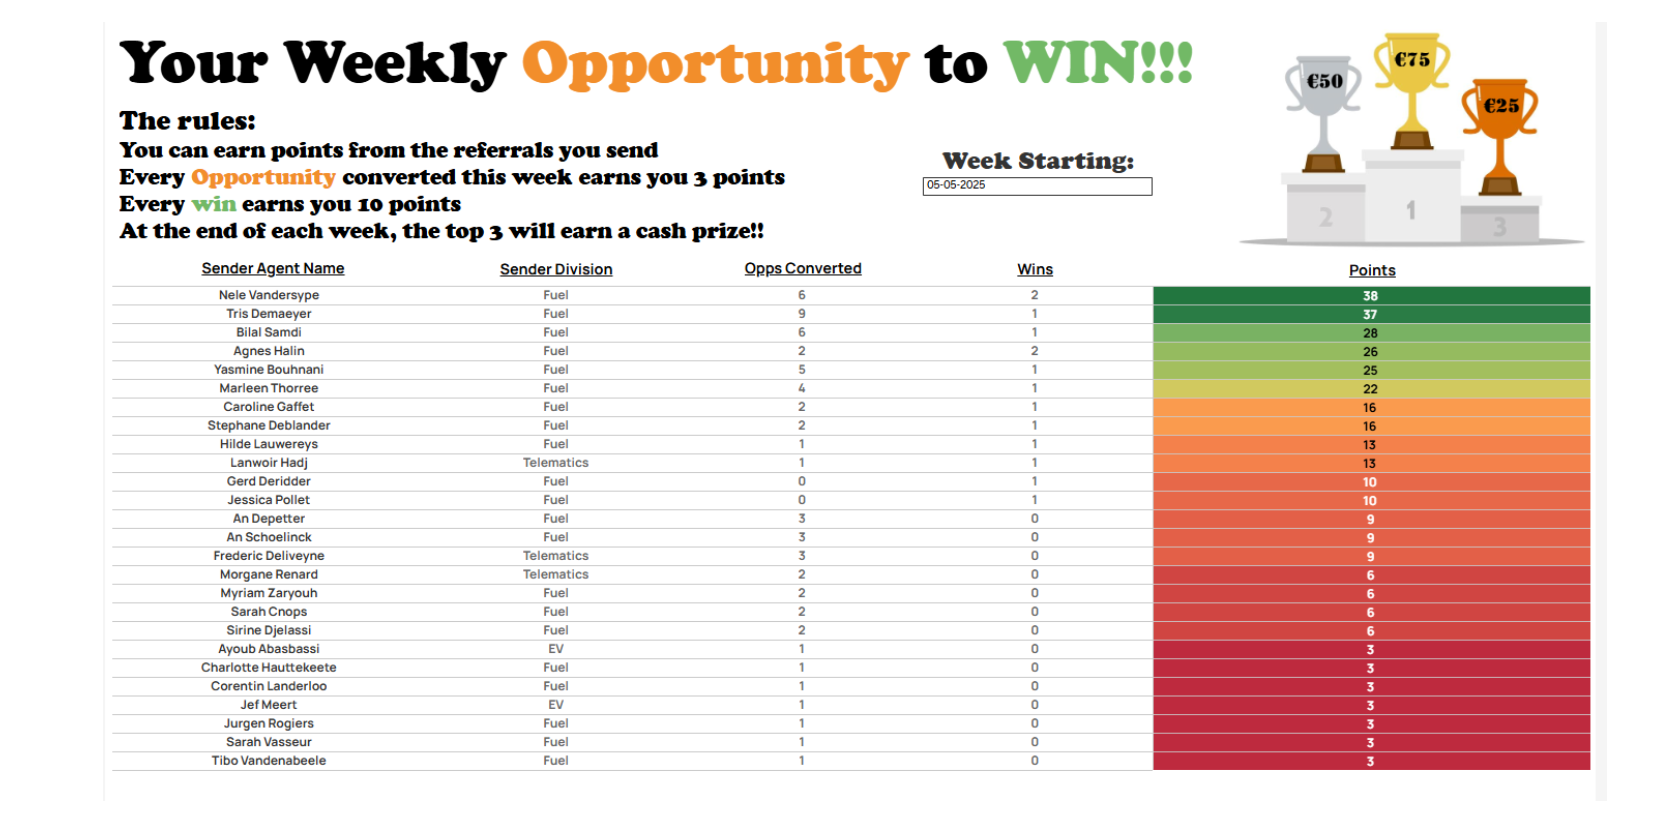 Your Weekly Opportunity to WIN!!!
€50 €75 €25
The rules:
You can earn points from the referrals you send
Every Opportunity converted this week earns you 3 points
Every win earns you 10 points
At the end of each week, the top 3 will earn a cash prize!!
Week Starting:
05-05-2025
2 1 3
Sender Agent Name Sender Division Opps Converted Wins Points
Nele Vandersype Fuel 6 2 38
Tris Demaeyer Fuel 9 1 37
Bilal Samdi Fuel 6 1 28
Agnes Halin Fuel 2 2 26
Yasmine Bouhnani Fuel 5 1 25
Marleen Thorree Fuel 4 1 22
Caroline Gaffet Fuel 2 1 16
Stephane Deblander Fuel 2 1 16
Hilde Lauwereys Fuel 1 1 13
Lanwoir Hadj Telematics 1 1 13
Gerd Deridder Fuel 0 1 10
Jessica Pollet Fuel 0 1 10
An Depetter Fuel 3 0 9
An Schoelinck Fuel 3 0 9
Frederic Deliveyne Telematics 3 0 9
Morgane Renard Telematics 2 0 6
Myriam Zaryouh Fuel 2 0 6
Sarah Cnops Fuel 2 0 6
Sirine Djelassi Fuel 2 0 6
Ayoub Abasbassi EV 1 0 3
Charlotte Hauttekeete Fuel 1 0 3
Corentin Landerloo Fuel 1 0 3
Jef Meert EV 1 0 3
Jurgen Rogiers Fuel 1 0 3
Sarah Vasseur Fuel 1 0 3
Tibo Vandenabeele Fuel 1 0 3